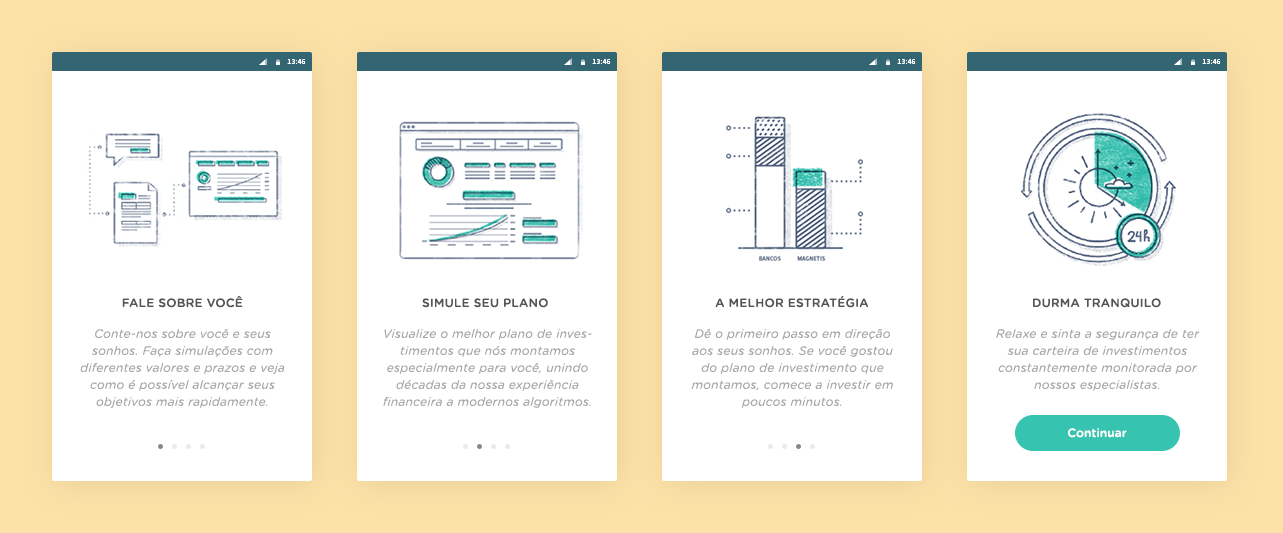 13:46
FALE SOBRE VOCÊ
Conte-nos sobre você e seus
sonhos. Faça simulações com
diferentes valores e prazos e veja
como é possível alcançar seus
objetivos mais rapidamente.
13:46
SIMULE SEU PLANO
Visualize o melhor plano de inves-
timentos que nós montamos
especialmente para você, unindo
décadas da nossa experiência
financeira a modernos algoritmos.
13:46
BANCOS MAGNETIS
A MELHOR ESTRATÉGIA
Dê o primeiro passo em direção
aos seus sonhos. Se você gostou
do plano de investimento que
montamos, comece a investir em
poucos minutos.
13:46
24h
DURMA TRANQUILO
Relaxe e sinta a segurança de ter
sua carteira de investimentos
constantemente monitorada por
nossos especialistas.
Continuar